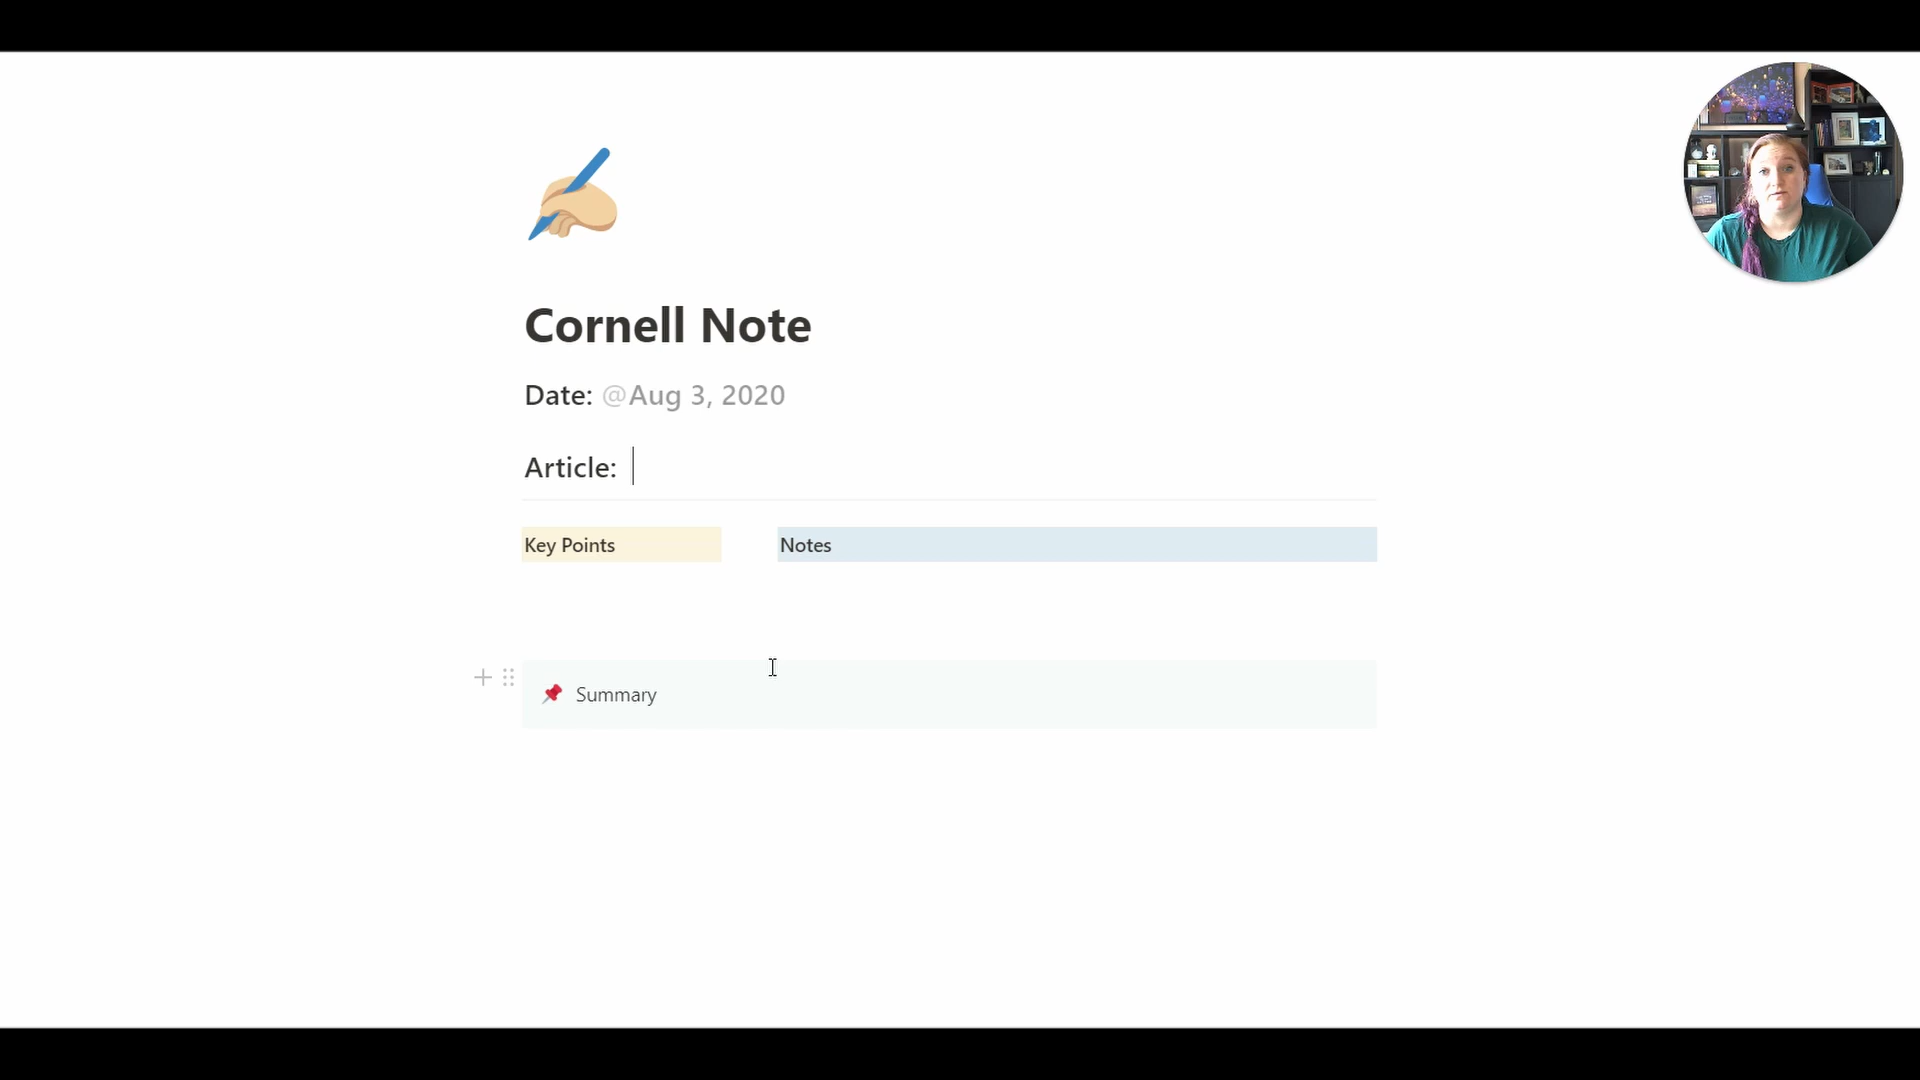 Cornell Note
Date: @Aug 3, 2020
Article:
Key Points
Notes
Summary